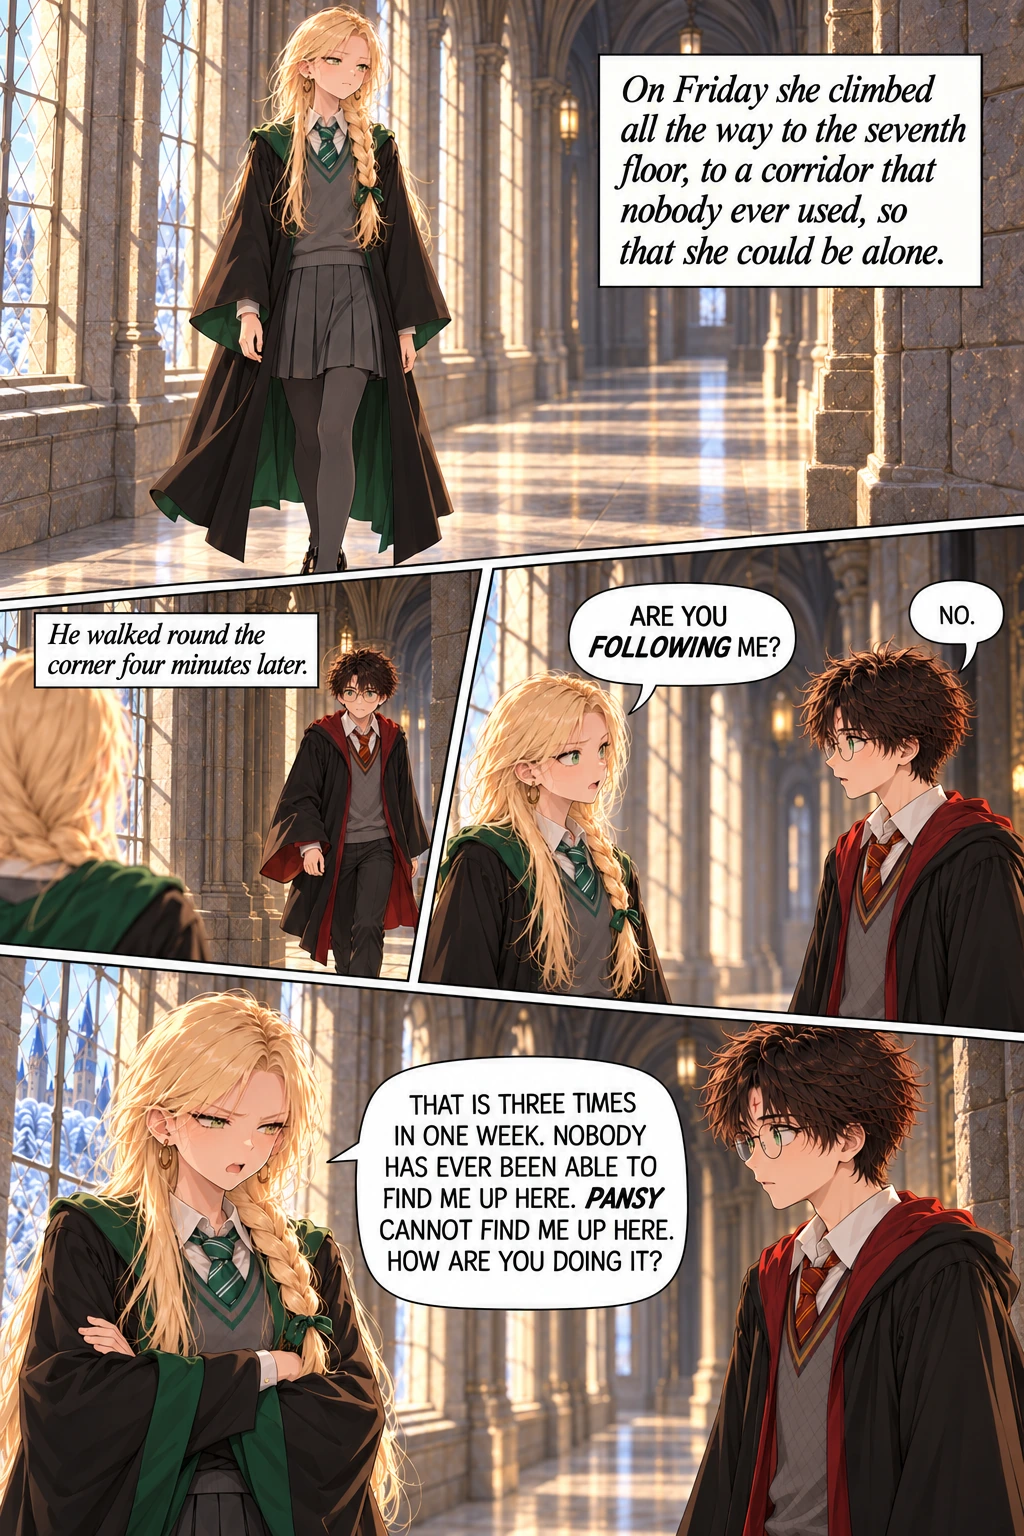 On Friday she climbed
all the way to the seventh
floor, to a corridor that
nobody ever used, so
that she could be alone.
He walked round the
corner four minutes later.
ARE YOU
FOLLOWING ME?
NO.
THAT IS THREE TIMES
IN ONE WEEK. NOBODY
HAS EVER BEEN ABLE TO
FIND ME UP HERE. PANSY
CANNOT FIND ME UP HERE.
HOW ARE YOU DOING IT?